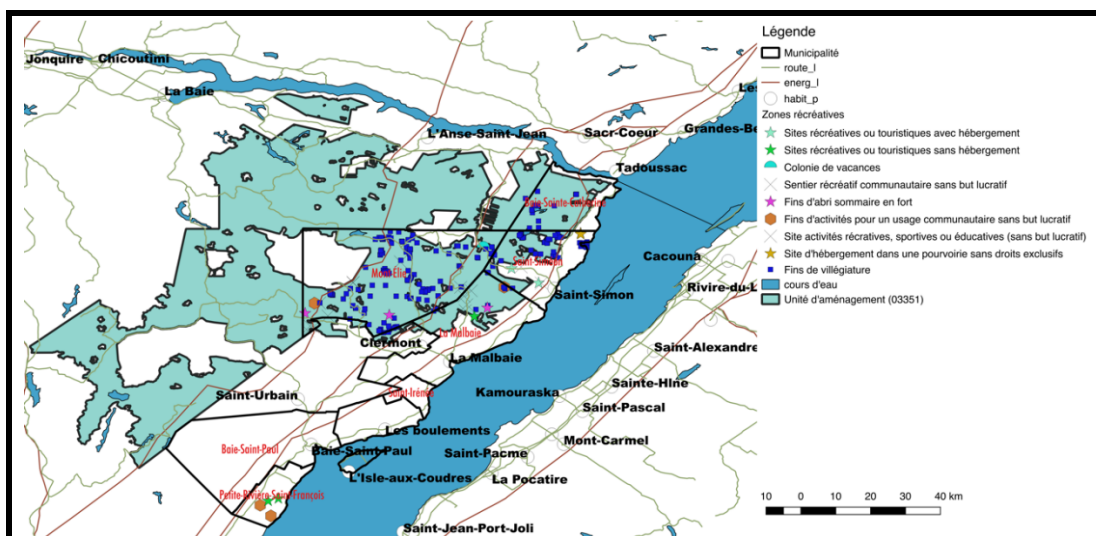 Jonquire
Chicoutimi
La Baie
L'Anse-Saint-Jean
Sacr-Coeur
Les
Grandes-Be
Tadoussac
Cacouna
Rivire-du-L
Saint-Simon
Saint-Alexandre
Clermont
La Malbaie
La Malbaie
Mont-Élie
Kamouraska
Sainte-Hlne
Saint-Irénée
Saint-Urbain
Saint-Pascal
Les boulements
Mont-Carmel
Baie-Saint-Paul
Baie-Saint-Paul
Saint-Pacme
L'Isle-aux-Coudres
La Pocatire
Petite-Rivière-Saint-François
Saint-Jean-Port-Joli
Légende
Municipalité
route_l
energ_l
habit_p
Zones récréatives
Sites récréatives ou touristiques avec hébergement
Sites récréatives ou touristiques sans hébergement
Colonie de vacances
Sentier récréatif communautaire sans but lucratif
Fins d'abri sommaire en fort
Fins d'activités pour un usage communautaire sans but lucratif
Site activités récratives, sportives ou éducatives (sans but lucratif)
Site d'hébergement dans une pourvoirie sans droits exclusifs
Fins de villégiature
cours d'eau
Unité d'aménagement (03351)
10 0 10 20 30 40 km